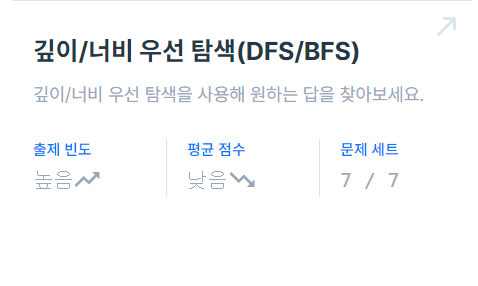 깊이/너비 우선 탐색(DFS/BFS)
깊이/너비 우선 탐색을 사용해 원하는 답을 찾아보세요.
출제 빈도 평균 점수 문제 세트
높음 낮음 7 / 7